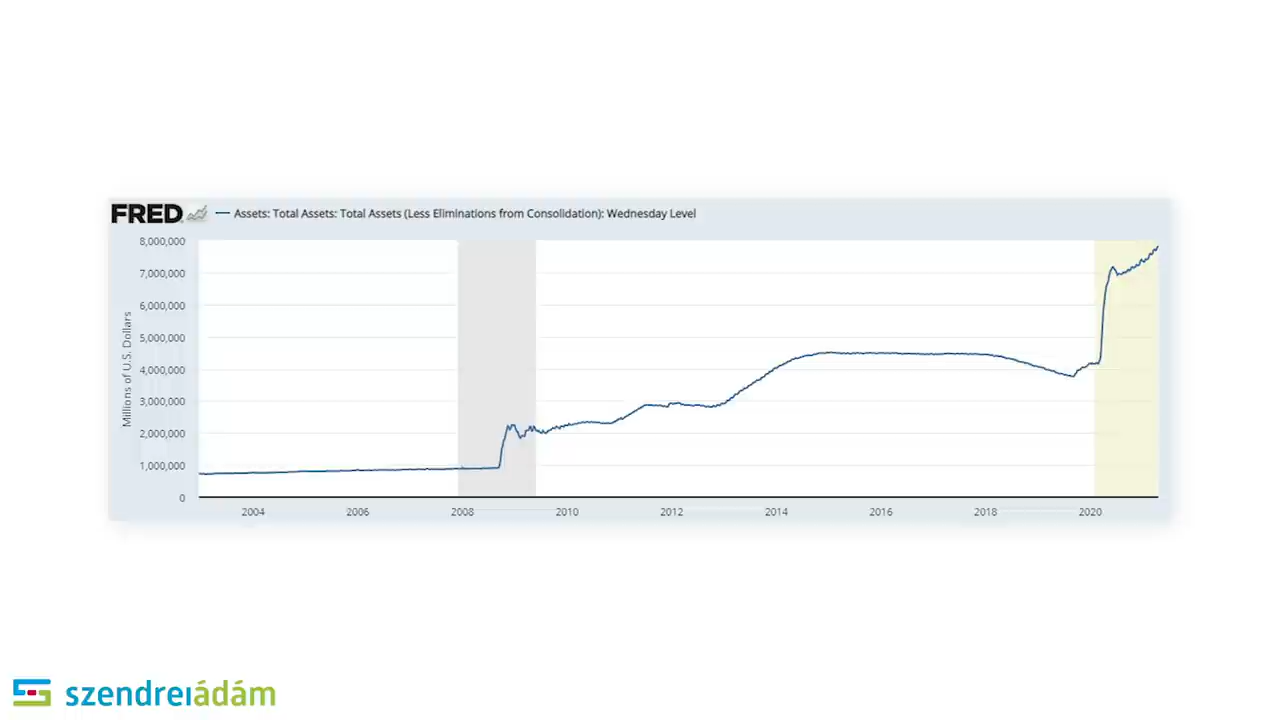 FRED Assets: Total Assets: Total Assets (Less Eliminations from Consolidation): Wednesday Level
Millions of U.S. Dollars
8,000,000
7,000,000
6,000,000
5,000,000
4,000,000
3,000,000
2,000,000
1,000,000
0
2004 2006 2008 2010 2012 2014 2016 2018 2020
szendreiádám